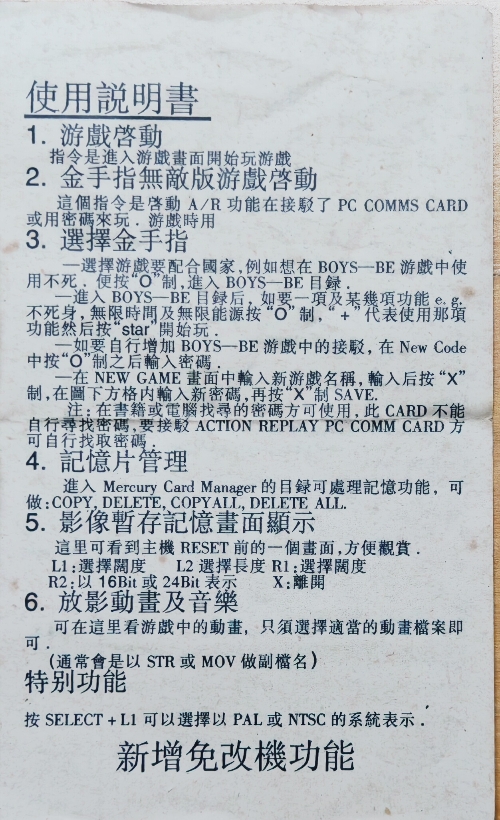 使用説明書
1. 游戲啓動
指令是進入游戲畫面開始玩游戲
2. 金手指無敵版游戲啓動
這個指令是啓動 A/R 功能在接駁了 PC COMMS CARD
或用密碼來玩．游戲時用
3. 選擇金手指
—選擇游戲要配合國家,例如想在 BOYS—BE 游戲中使
用不死．便按“O”制,進入 BOYS—BE 目録．
—進入 BOYS—BE 目録后，如要一項及某幾項功能 e. g.
不死身，無限時間及無限能源按“O”制，“+”代表使用那項
功能然后按“star”開始玩．
—如要自行增加 BOYS—BE 游戲中的接駁，在 New Code
中按“O”制之后輸入密碼．
—在 NEW GAME 畫面中輸入新游戲名稱，輸入后按“X”
制,在圖下方格内輸入新密碼,再按“X”制 SAVE.
注：在書籍或電腦找尋的密碼方可使用，此 CARD 不能
自行尋找密碼,要接駁 ACTION REPLAY PC COMM CARD 方
可自行找取密碼．
4. 記憶片管理
進入 Mercury Card Manager 的目録可處理記憶功能，可
做:COPY, DELETE, COPYALL, DELETE ALL.
5. 影像暫存記憶畫面顯示
這里可看到主機 RESET 前的一個畫面,方便觀賞．
L1:選擇闊度 L2 選擇長度 R1:選擇闊度
R2:以 16Bit 或 24Bit 表示 X:離開
6. 放影動畫及音樂
可在這里看游戲中的動畫，只須選擇適當的動畫檔案即
可．
(通常會是以 STR 或 MOV 做副檔名)
特别功能
按 SELECT + L1 可以選擇以 PAL 或 NTSC 的系統表示．
新增免改機功能